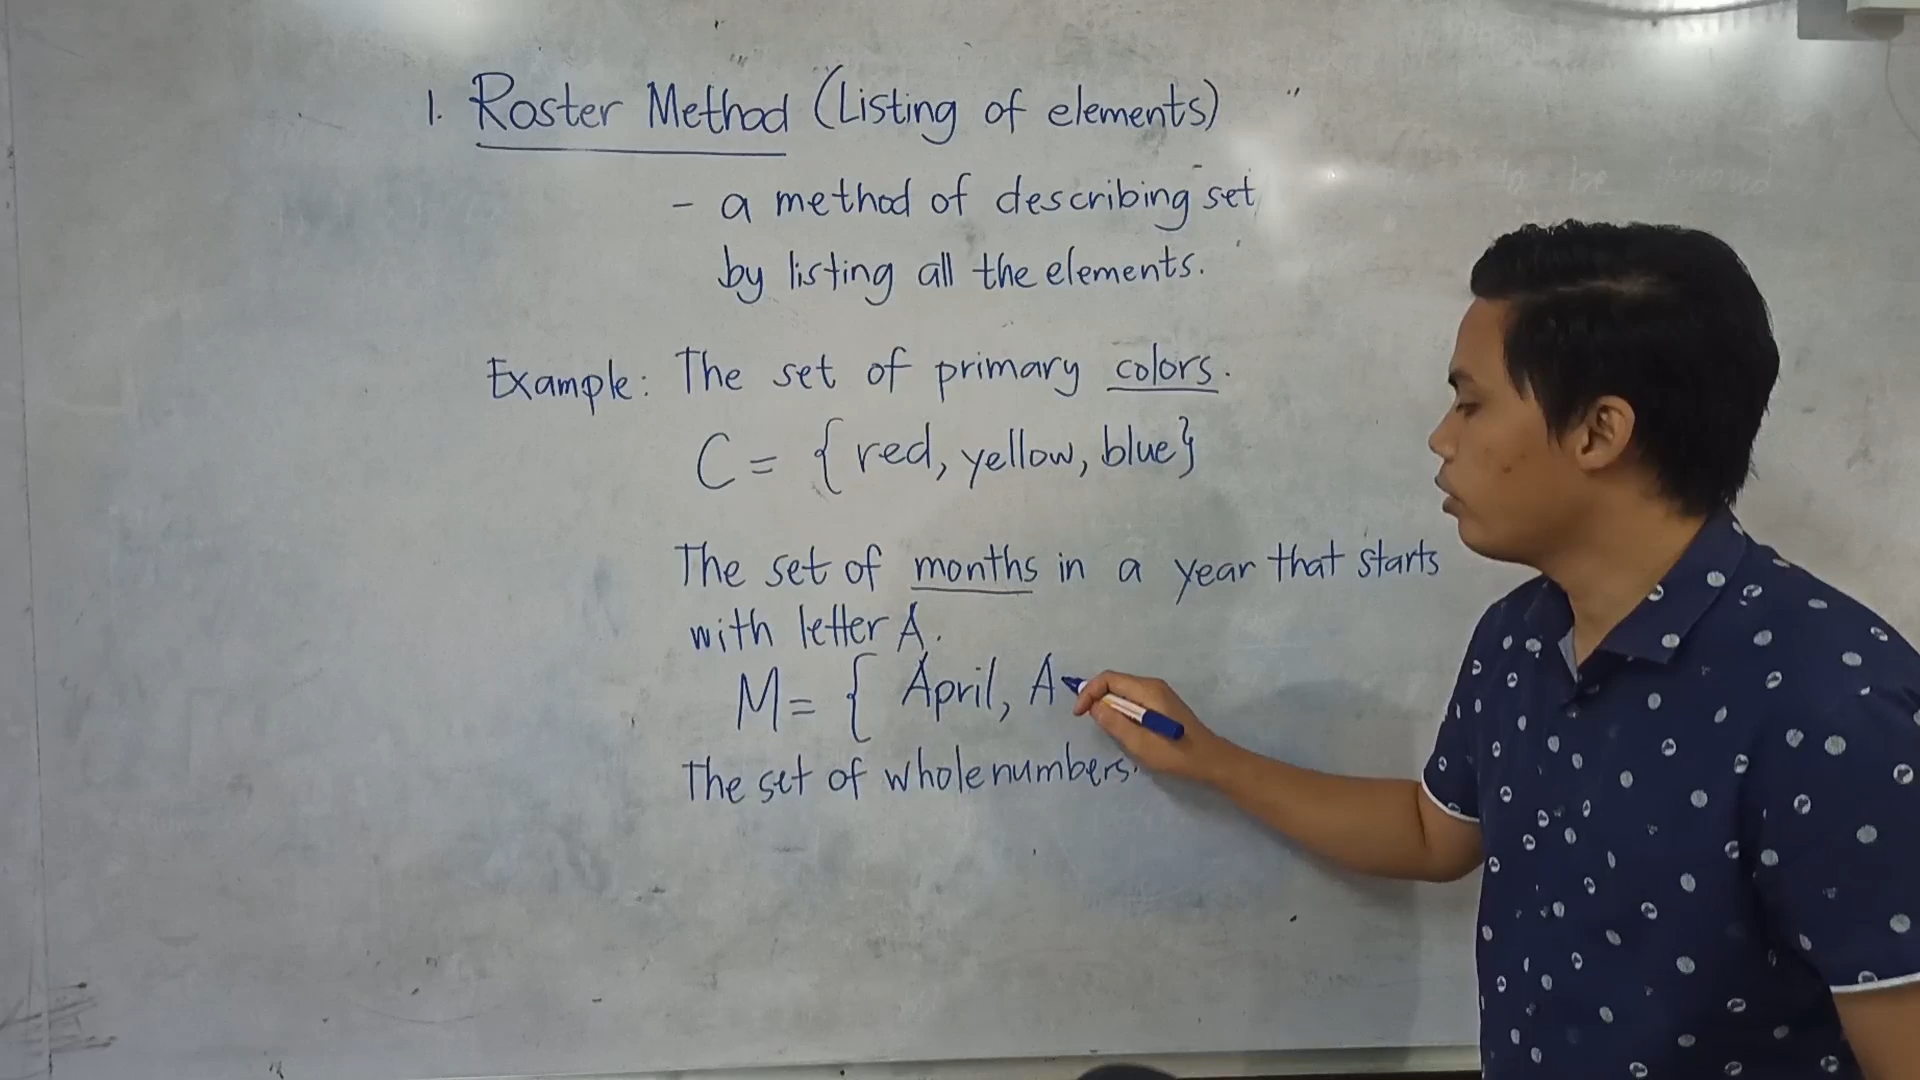 1. Roster Method (Listing of elements)
- a method of describing set
by listing all the elements.
Example: The set of primary colors.
C = {red, yellow, blue}
The set of months in a year that starts
with letter A.
M = { April, A
The set of whole numbers.